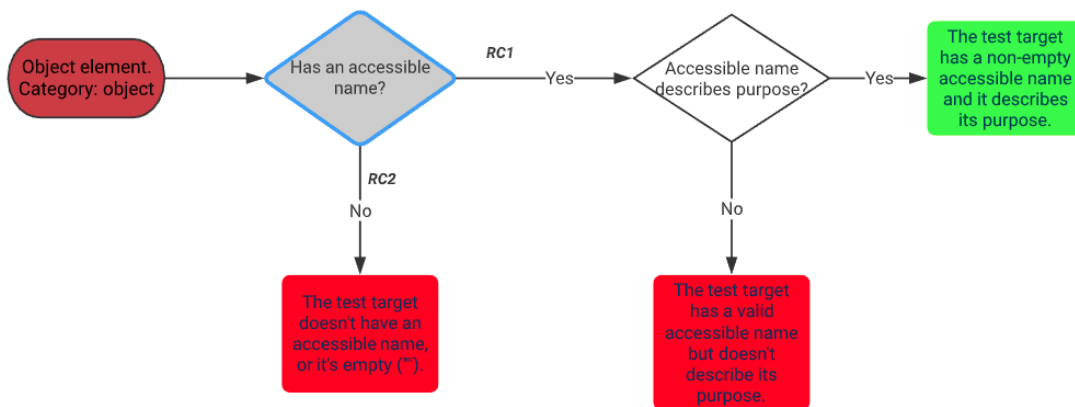 Object element.
Category: object
Has an accessible
name?
RC1
Yes
Accessible name
describes purpose?
Yes
The test target
has a non-empty
accessible name
and it describes
its purpose.
RC2
No
No
The test target
doesn't have an
accessible name,
or it's empty ("").
The test target
has a valid
accessible name
but doesn't
describe its
purpose.